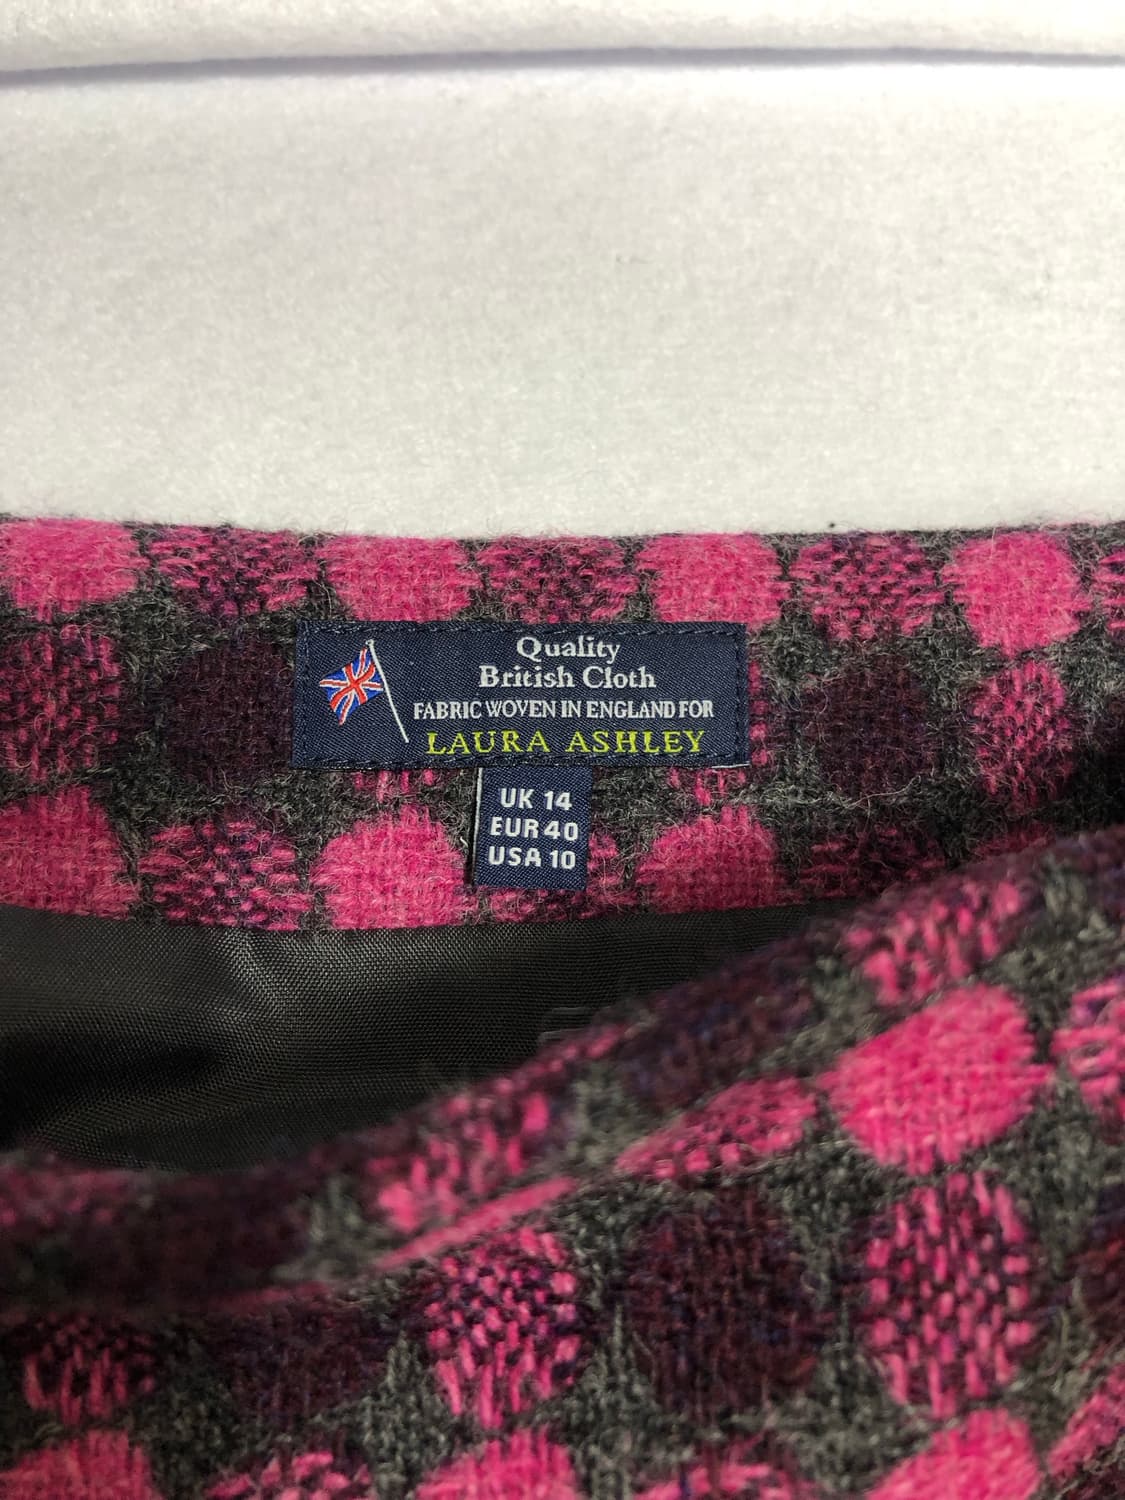 Quality
British Cloth
FABRIC WOVEN IN ENGLAND FOR
LAURA ASHLEY
UK 14
EUR 40
USA 10